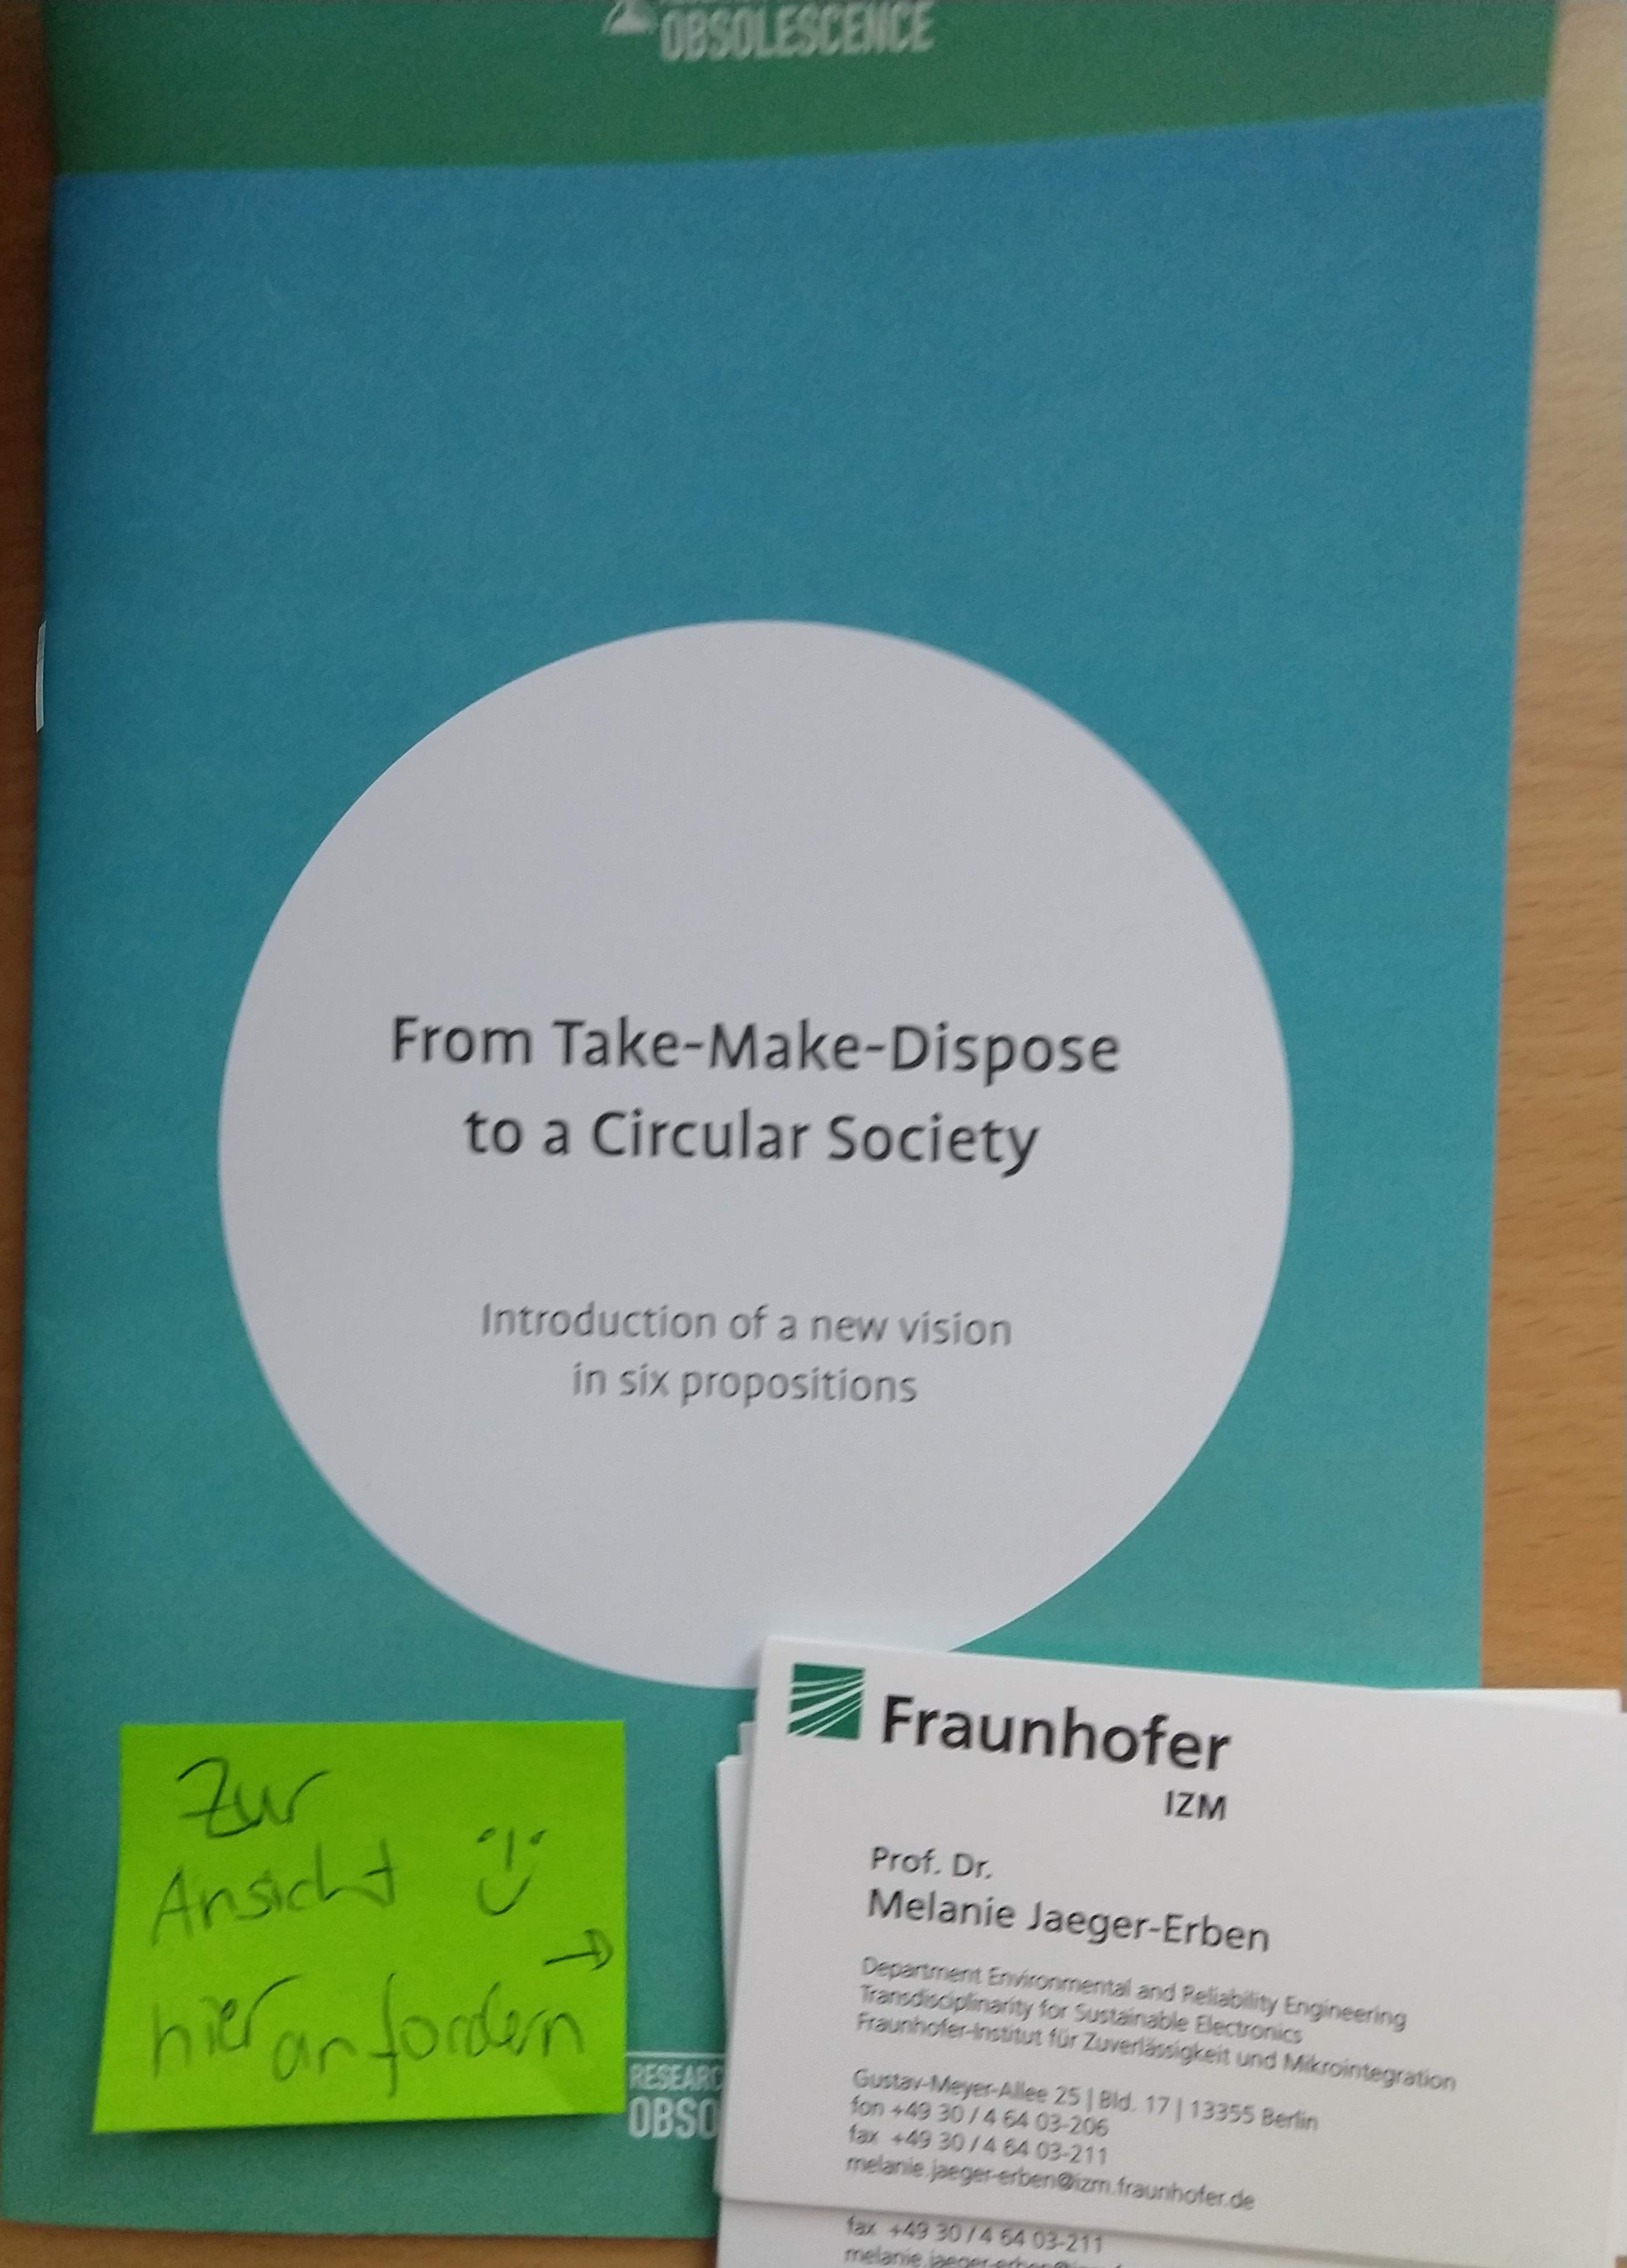 OBSOLESCENCE
From Take-Make-Dispose
to a Circular Society
Introduction of a new vision
in six propositions
Zur
Ansicht
hier anfordern
RESEARC
OBSO
Fraunhofer
IZM
Prof. Dr.
Melanie Jaeger-Erben
Department Environmental and Reliability Engineering
Transdisciplinarity for Sustainable Electronics
Fraunhofer-Institut für Zuverlässigkeit und Mikrointegration
Gustav-Meyer-Allee 25 | Bld. 17 | 13355 Berlin
fon +49 30 / 4 64 03-206
fax +49 30 / 4 64 03-211
melanie.jaeger-erben@izm.fraunhofer.de
fax +49 30 / 4 64 03-211